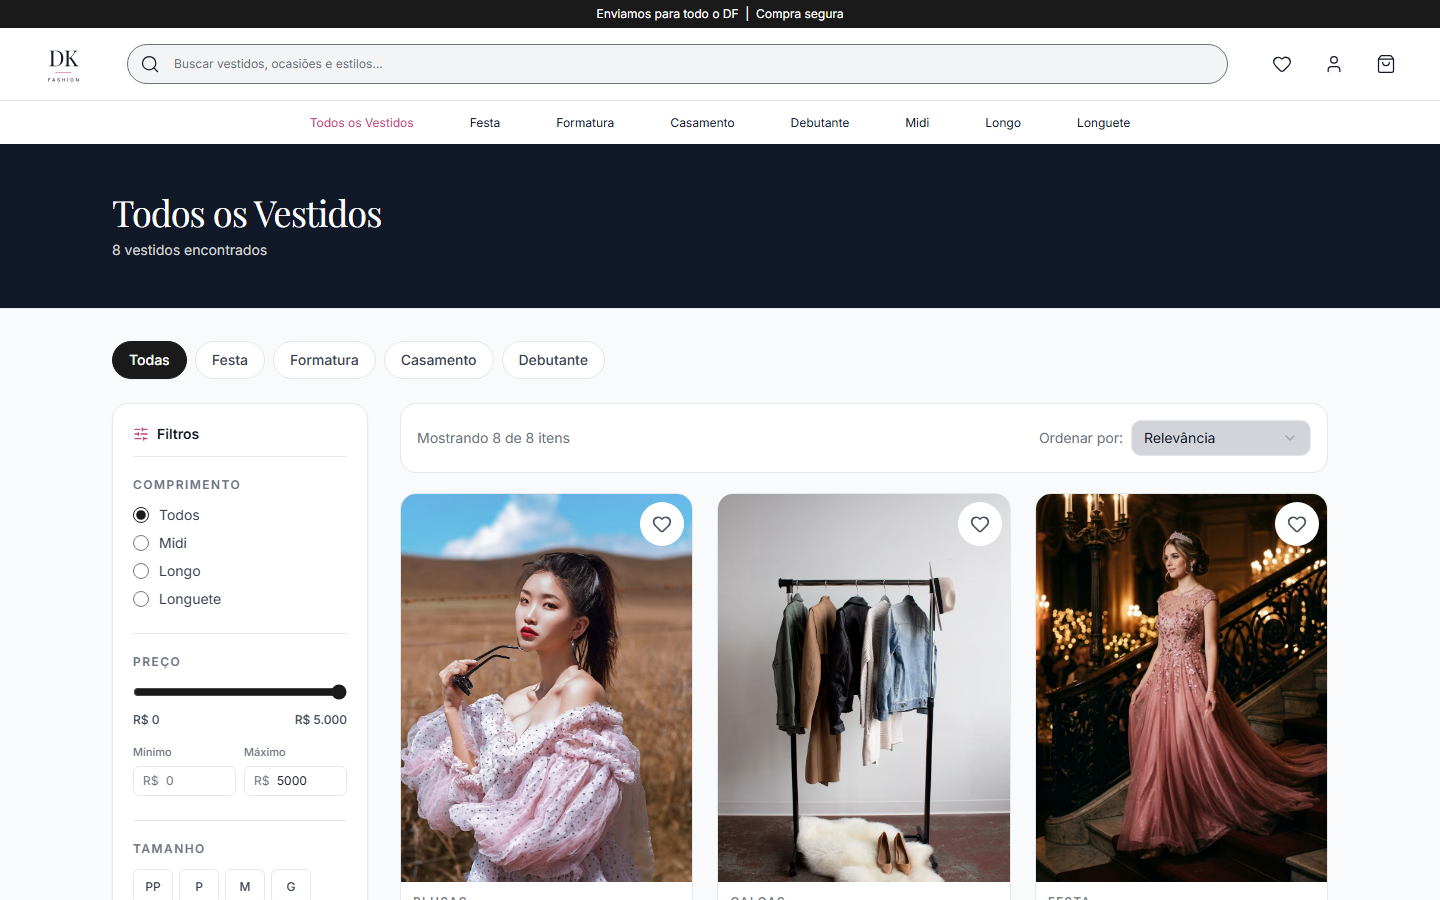 Enviamos para todo o DF | Compra segura
DK
FASHION
Buscar vestidos, ocasiões e estilos...
Todos os Vestidos Festa Formatura Casamento Debutante Midi Longo Longuete
Todos os Vestidos
8 vestidos encontrados
Todas Festa Formatura Casamento Debutante
Filtros
COMPRIMENTO
Todos
Midi
Longo
Longuete
PREÇO
R$ 0 R$ 5.000
Mínimo Máximo
R$ 0 R$ 5000
TAMANHO
PP P M G
Mostrando 8 de 8 itens Ordenar por: Relevância
BLUSAS CALÇAS FESTA